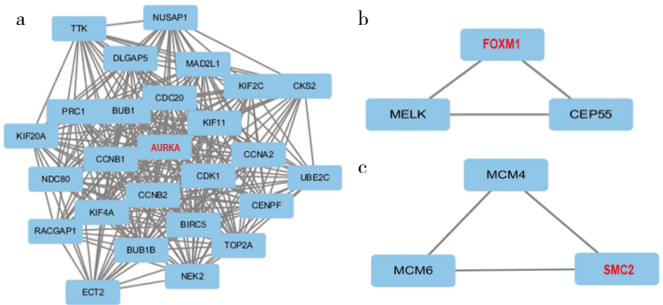 a
NUSAP1
TTK
DLGAP5
MAD2L1
KIF2C
CKS2
CDC20
PRC1
BUB1
KIF11
KIF20A
AURKA
CCNB1
CCNA2
NDC80
CDK1
UBE2C
CCNB2
CENPF
KIF4A
BIRC5
RACGAP1
TOP2A
BUB1B
NEK2
ECT2
b
FOXM1
MELK
CEP55
c
MCM4
MCM6
SMC2